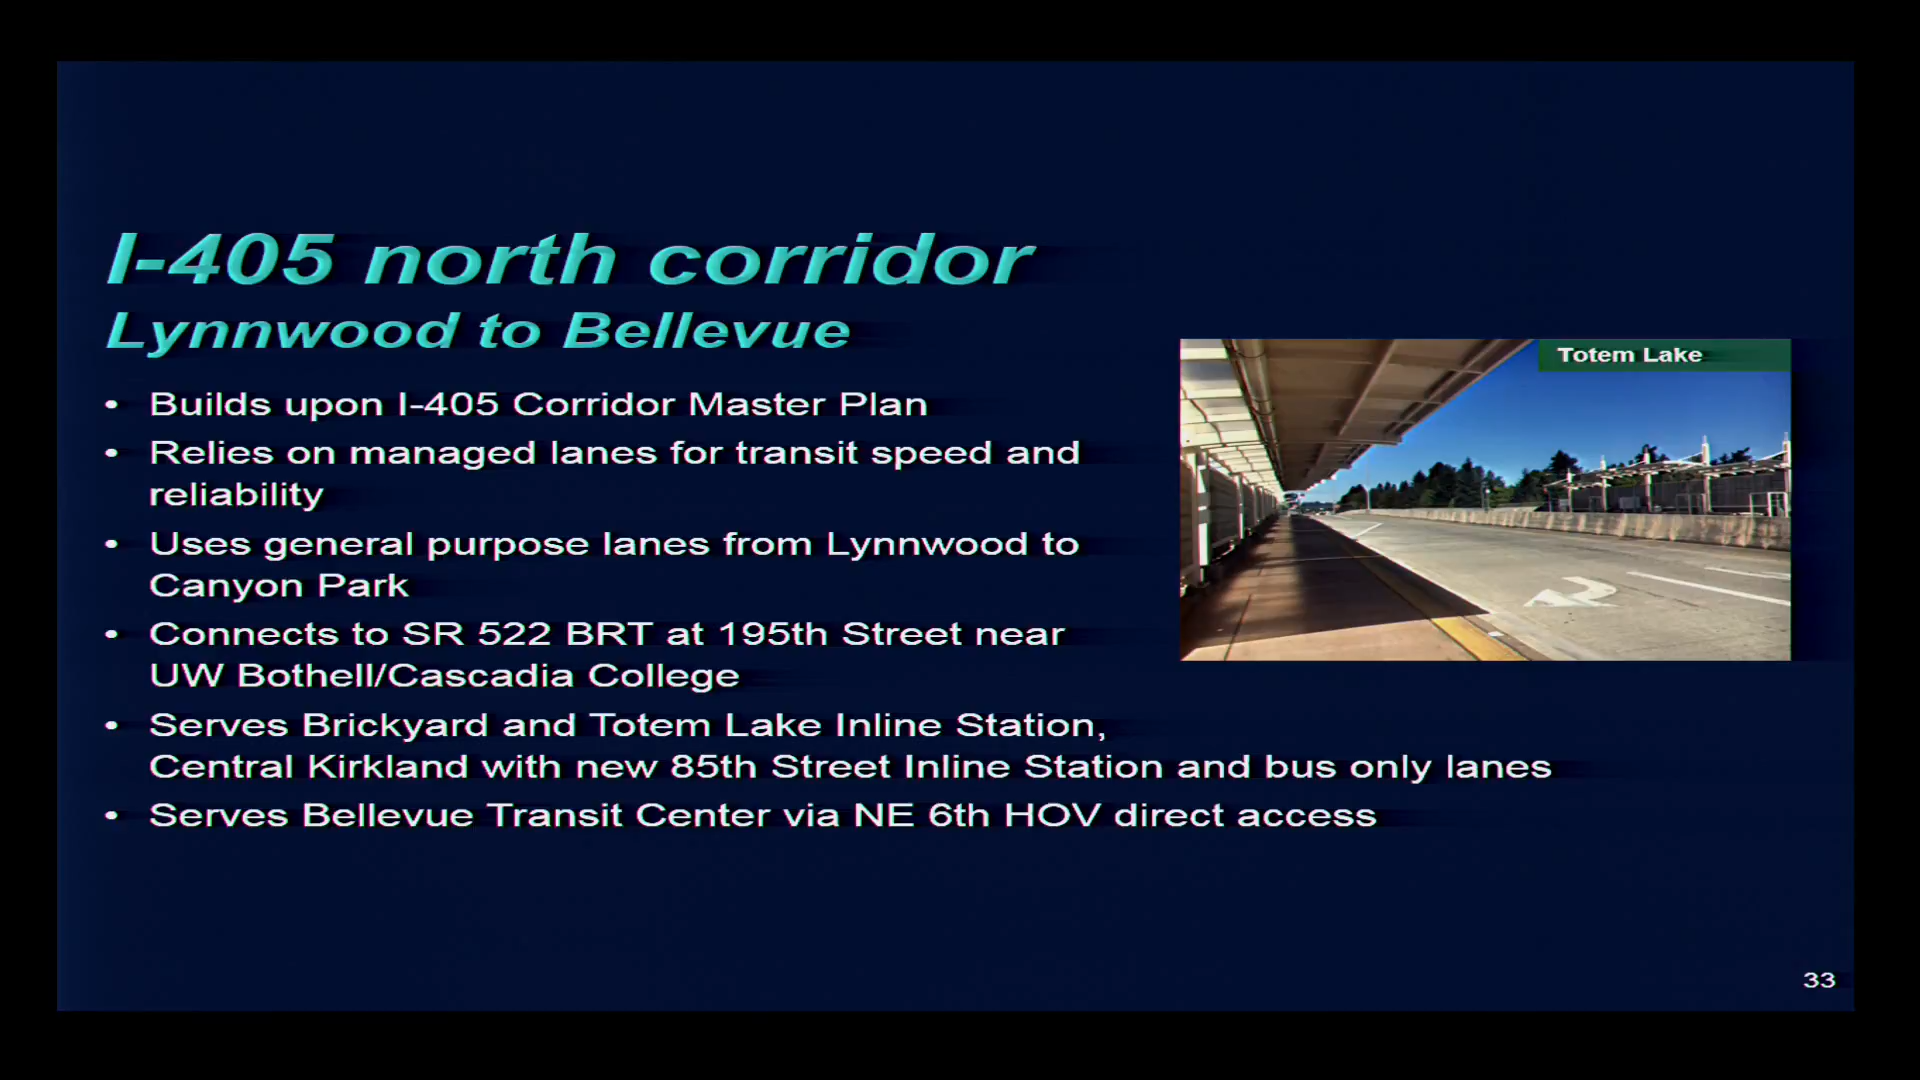 I-405 north corridor
Lynnwood to Bellevue
• Builds upon I-405 Corridor Master Plan
• Relies on managed lanes for transit speed and
reliability
• Uses general purpose lanes from Lynnwood to
Canyon Park
• Connects to SR 522 BRT at 195th Street near
UW Bothell/Cascadia College
• Serves Brickyard and Totem Lake Inline Station,
Central Kirkland with new 85th Street Inline Station and bus only lanes
• Serves Bellevue Transit Center via NE 6th HOV direct access
Totem Lake
33